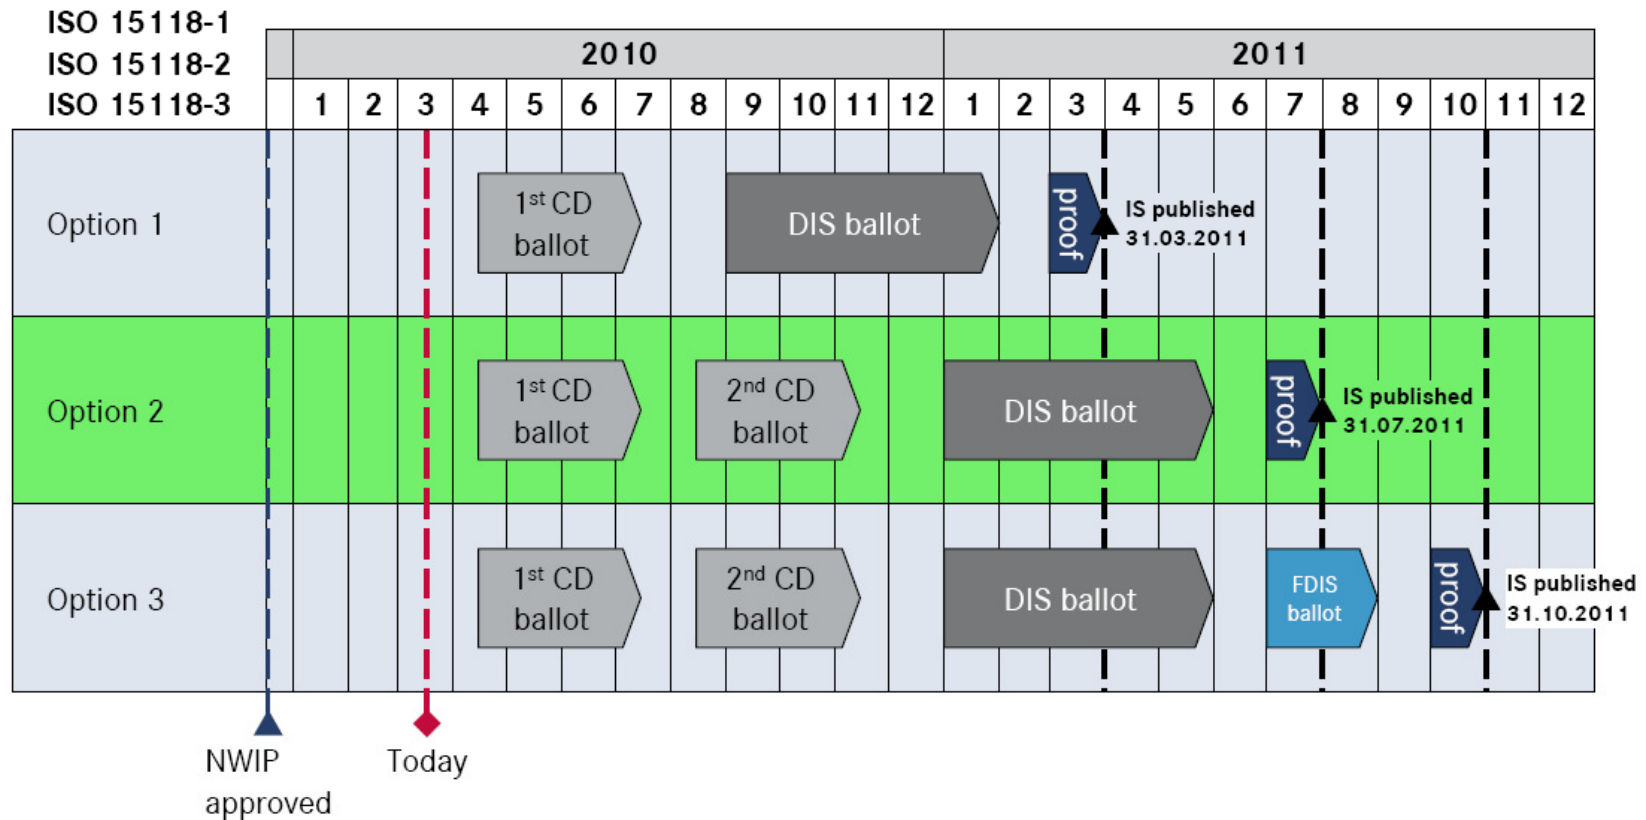 ISO 15118-1
ISO 15118-2
ISO 15118-3
2010 2011
1 2 3 4 5 6 7 8 9 10 11 12 1 2 3 4 5 6 7 8 9 10 11 12
Option 1
1st CD
ballot
DIS ballot
proof
IS published
31.03.2011
Option 2
1st CD
ballot
2nd CD
ballot
DIS ballot
proof
IS published
31.07.2011
Option 3
1st CD
ballot
2nd CD
ballot
DIS ballot
FDIS
ballot
proof
IS published
31.10.2011
NWIP
approved
Today